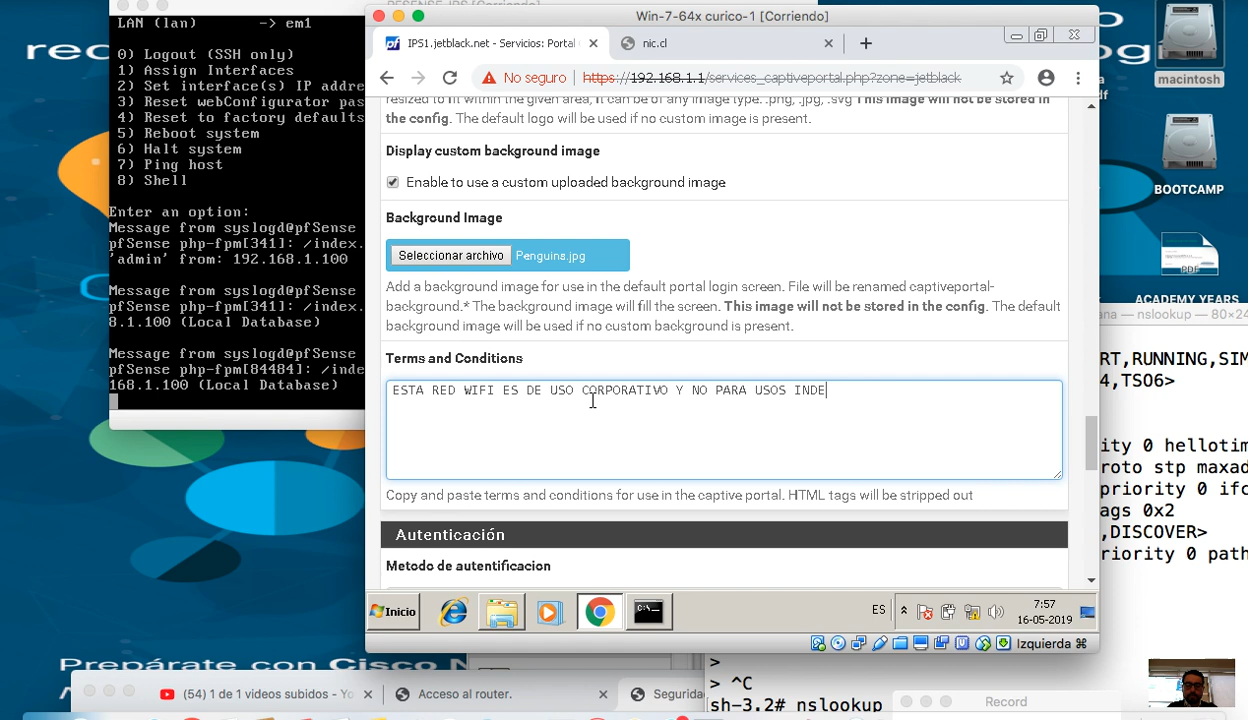 LAN (lan) -> em1
0) Logout (SSH only)
1) Assign Interfaces
2) Set interface(s) IP addre
3) Reset webConfigurator pas
4) Reset to factory defaults
5) Reboot system
6) Halt system
7) Ping host
8) Shell
Enter an option:
Message from syslogd@pfSense
pfSense php-fpm[341]: /index.
'admin' from: 192.168.1.100
Message from syslogd@pfSense
pfSense php-fpm[341]: /index.
8.1.100 (Local Database)
Message from syslogd@pfSense
pfSense php-fpm[84484]: /inde
168.1.100 (Local Database)
Win-7-64x curico-1 [Corriendo]
IPS1.jetblack.net - Servicios: Portal
nic.cl
No seguro
https://192.168.1.1/services_captiveportal.php?zone=jetblack
resized to fit within the given area, it can be of any image type: .png, .jpg, .svg This image will not be stored in
the config. The default logo will be used if no custom image is present.
Display custom background image
Enable to use a custom uploaded background image
Background Image
Seleccionar archivo Penguins.jpg
Add a background image for use in the default portal login screen. File will be renamed captiveportal-
background.* The background image will fill the screen. This image will not be stored in the config. The default
background image will be used if no custom background is present.
Terms and Conditions
ESTA RED WIFI ES DE USO CORPORATIVO Y NO PARA USOS INDE
Copy and paste terms and conditions for use in the captive portal. HTML tags will be stripped out
Autenticación
Metodo de autentificacion
Inicio
ES
7:57
16-05-2019
Izquierda ⌘
macintosh
BOOTCAMP
PDF
ACADEMY YEARS
— nslookup — 80×24
RT,RUNNING,SIM
4,TSO6>
ity 0 hellotim
roto stp maxad
priority 0 ifc
ags 0x2
,DISCOVER>
riority 0 path
>
> ^C
sh-3.2# nslookup
Prepárate con Cisco N
(54) 1 de 1 videos subidos - Yo
Acceso al router.
Segurida
Record